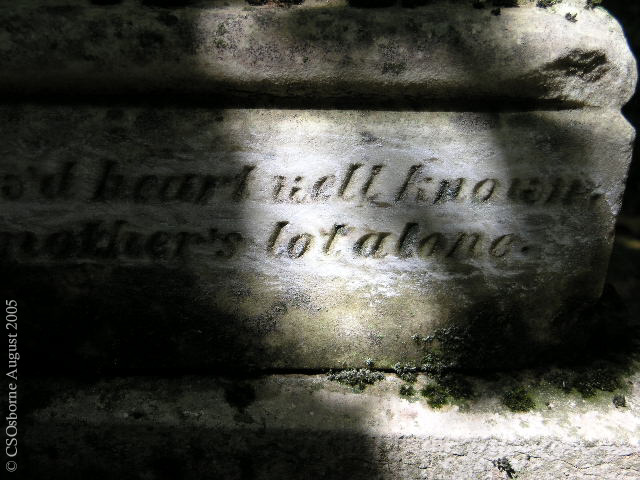 v'd heart well known.
mother's lot alone.
© CSOsborne August 2005